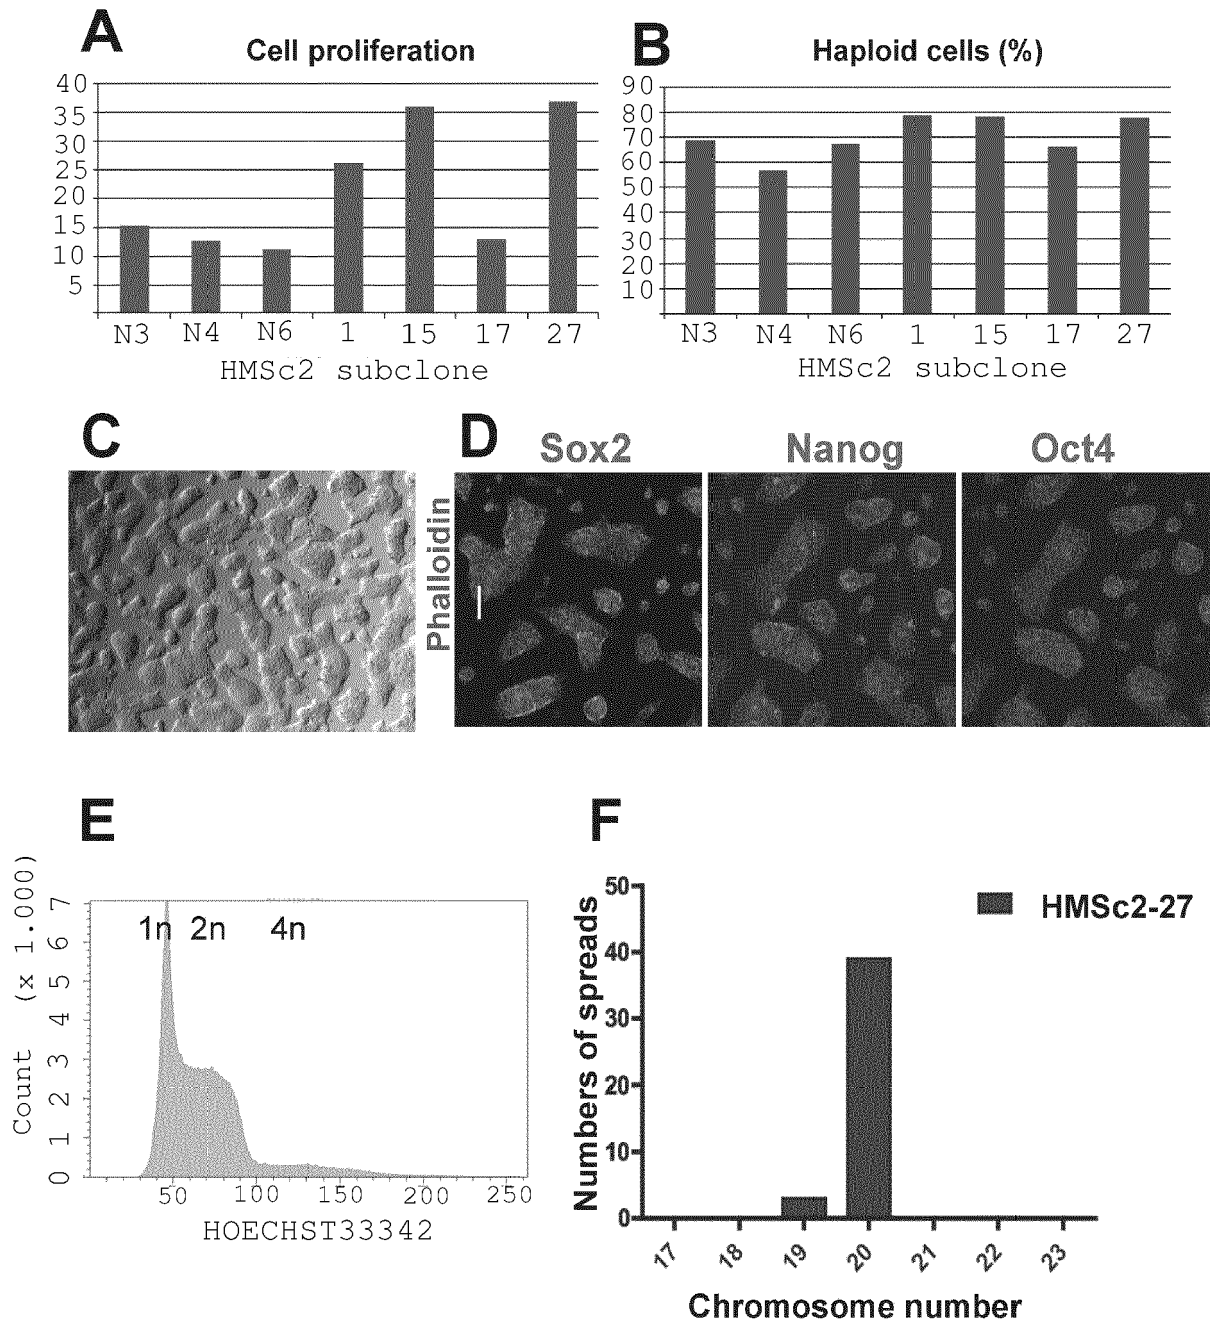 A
Cell proliferation
40
35
30
25
20
15
10
5
N3 N4 N6 1 15 17 27
HMSc2 subclone
B
Haploid cells (%)
90
80
70
60
50
40
30
20
10
N3 N4 N6 1 15 17 27
HMSc2 subclone
C
D
Sox2 Nanog Oct4
Phalloidin
E
1n 2n 4n
Count (x 1.000)
7
6
5
4
3
2
1
0
50 100 150 200 250
HOECHST33342
F
HMSc2-27
Numbers of spreads
50
40
30
20
10
0
17 18 19 20 21 22 23
Chromosome number